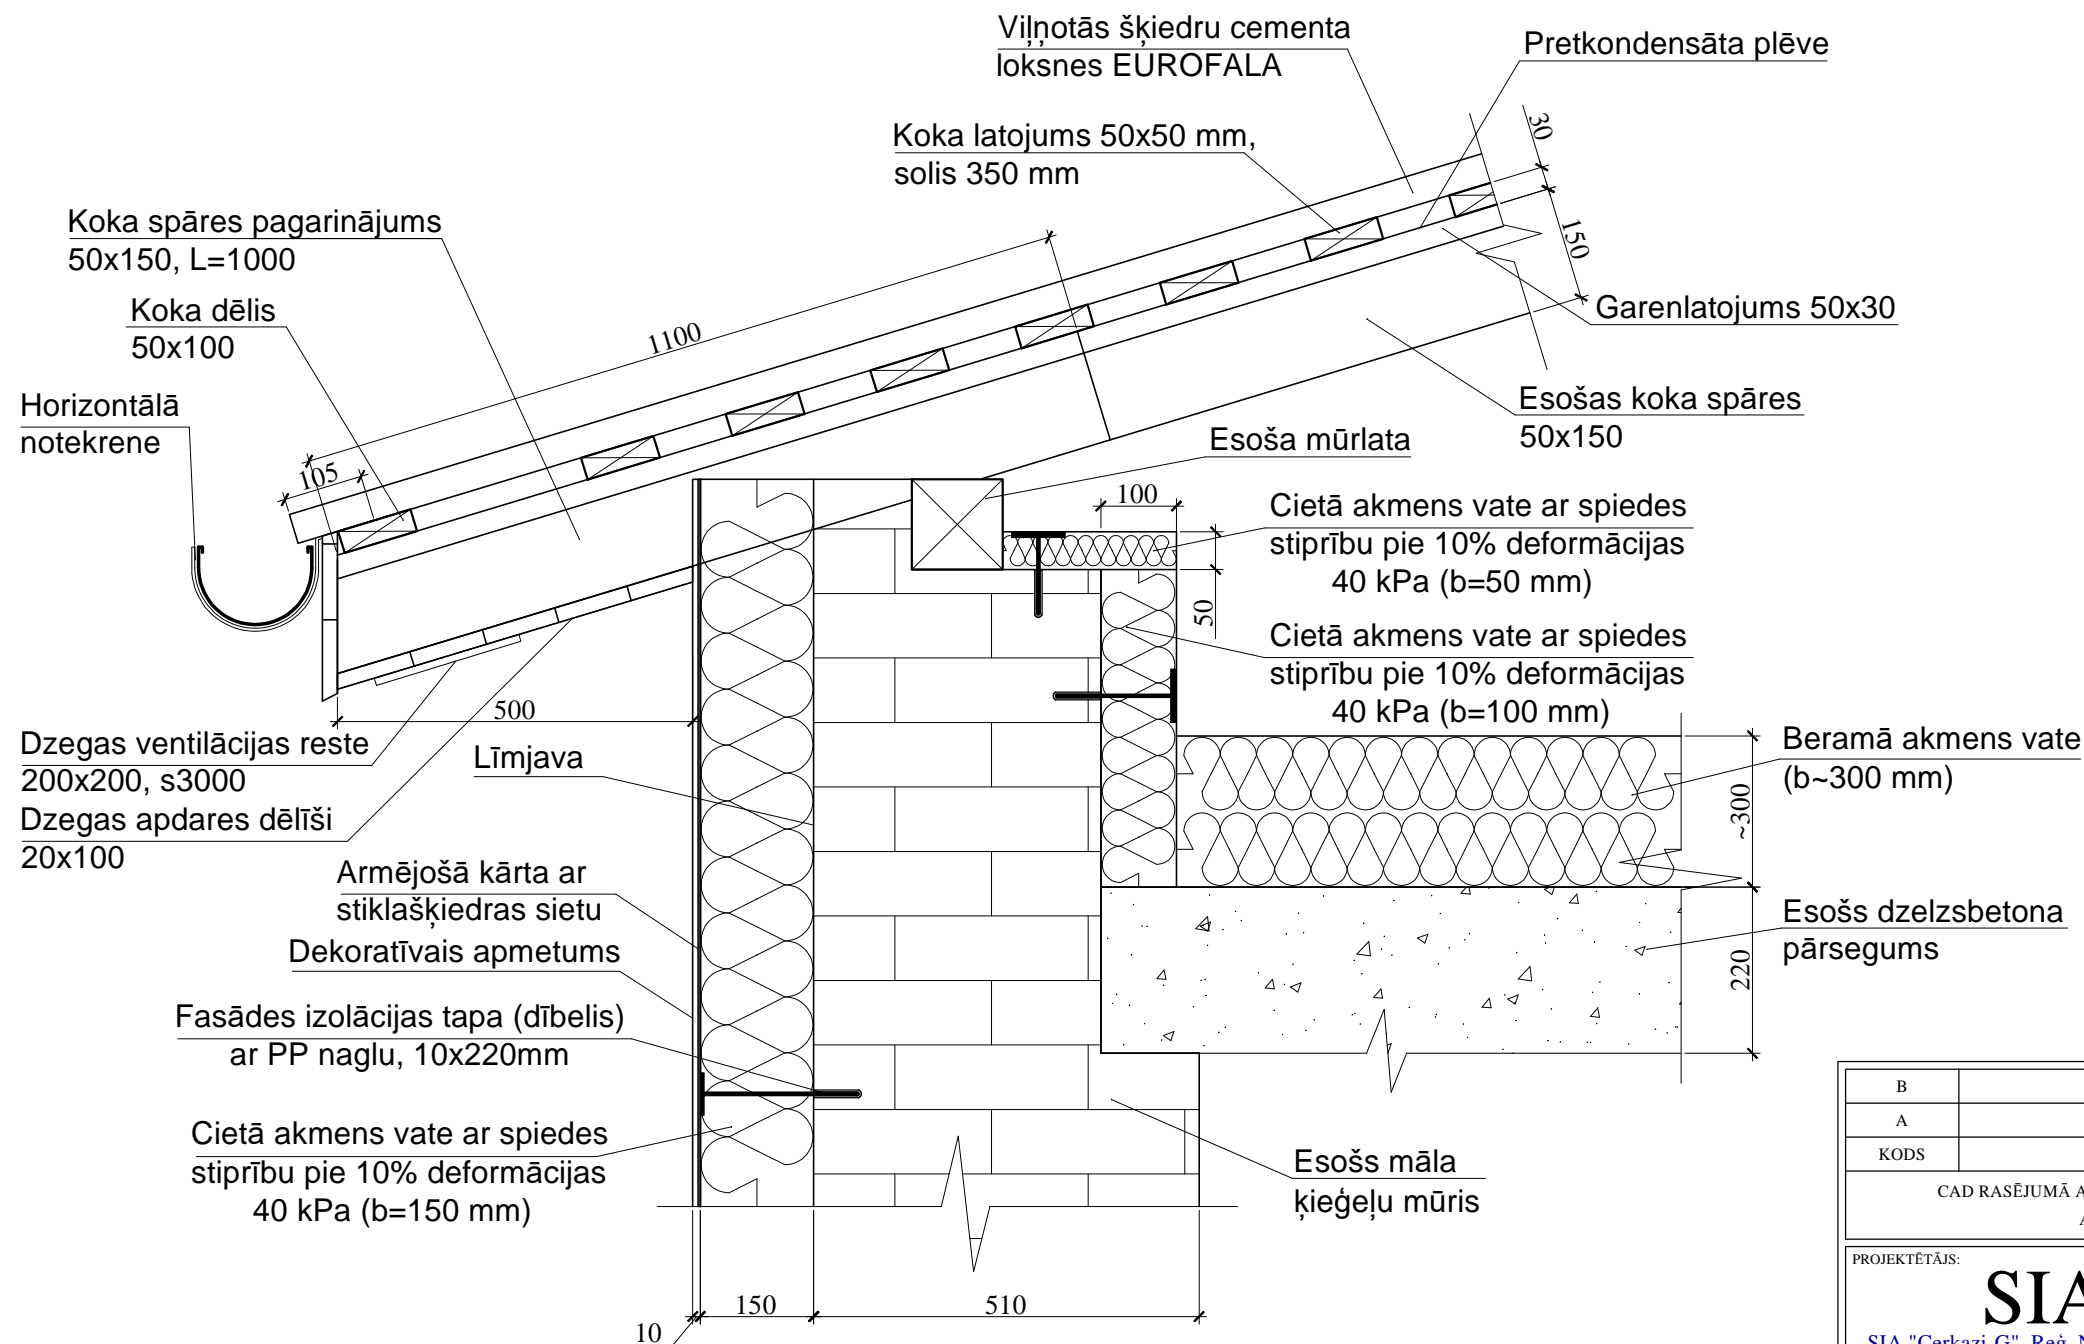 Viļņotās šķiedru cementa
loksnes EUROFALA
Pretkondensāta plēve
Koka latojums 50x50 mm,
solis 350 mm
30
150
Koka spāres pagarinājums
50x150, L=1000
Koka dēlis
50x100
1100
Garenlatojums 50x30
Horizontālā
notekrene
105
Esošas koka spāres
50x150
Esoša mūrlata
100
Cietā akmens vate ar spiedes
stiprību pie 10% deformācijas
40 kPa (b=50 mm)
50
Cietā akmens vate ar spiedes
stiprību pie 10% deformācijas
40 kPa (b=100 mm)
500
Dzegas ventilācijas reste
200x200, s3000
Dzegas apdares dēlīši
20x100
Līmjava
Beramā akmens vate
(b~300 mm)
~300
Armējošā kārta ar
stiklašķiedras sietu
Dekoratīvais apmetums
Esošs dzelzsbetona
pārsegums
220
Fasādes izolācijas tapa (dībelis)
ar PP naglu, 10x220mm
Cietā akmens vate ar spiedes
stiprību pie 10% deformācijas
40 kPa (b=150 mm)
Esošs māla
ķieģeļu mūris
150
510
10
B
A
KODS
CAD RASĒJUMĀ A
A
PROJEKTĒTĀJS:
SIA